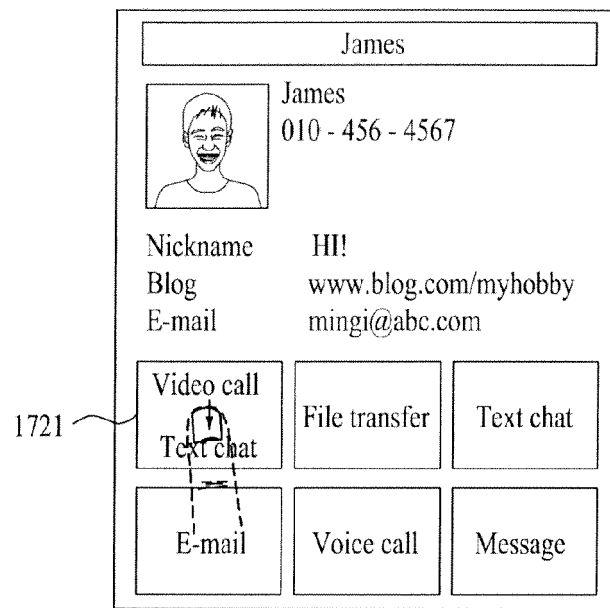 James
James
010 - 456 - 4567
Nickname HI!
Blog www.blog.com/myhobby
E-mail mingi@abc.com
1721
Video call
Text chat
File transfer
Text chat
E-mail
Voice call
Message